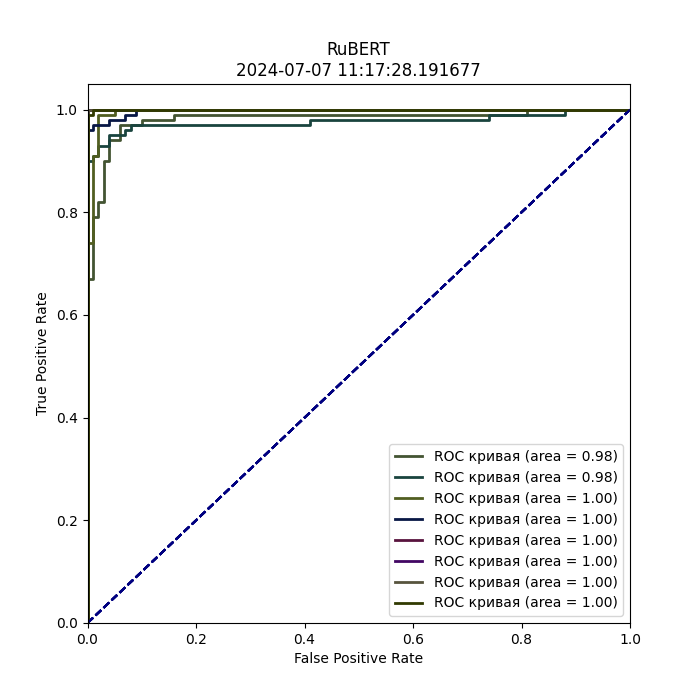 RuBERT
2024-07-07 11:17:28.191677
1.0
0.8
0.6
0.4
0.2
0.0
True Positive Rate
ROC кривая (area = 0.98)
ROC кривая (area = 0.98)
ROC кривая (area = 1.00)
ROC кривая (area = 1.00)
ROC кривая (area = 1.00)
ROC кривая (area = 1.00)
ROC кривая (area = 1.00)
ROC кривая (area = 1.00)
0.0 0.2 0.4 0.6 0.8 1.0
False Positive Rate